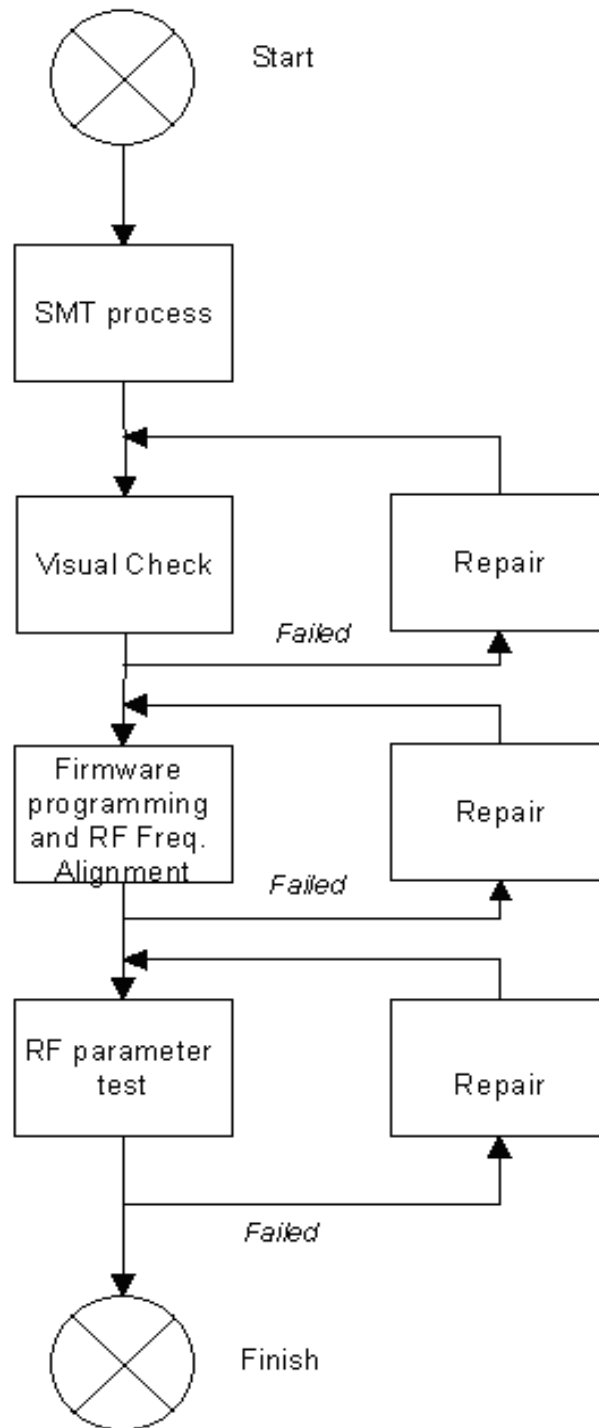 Start
SMT process
Visual Check
Repair
Failed
Firmware
programming
and RF Freq.
Alignment
Repair
Failed
RF parameter
test
Repair
Failed
Finish